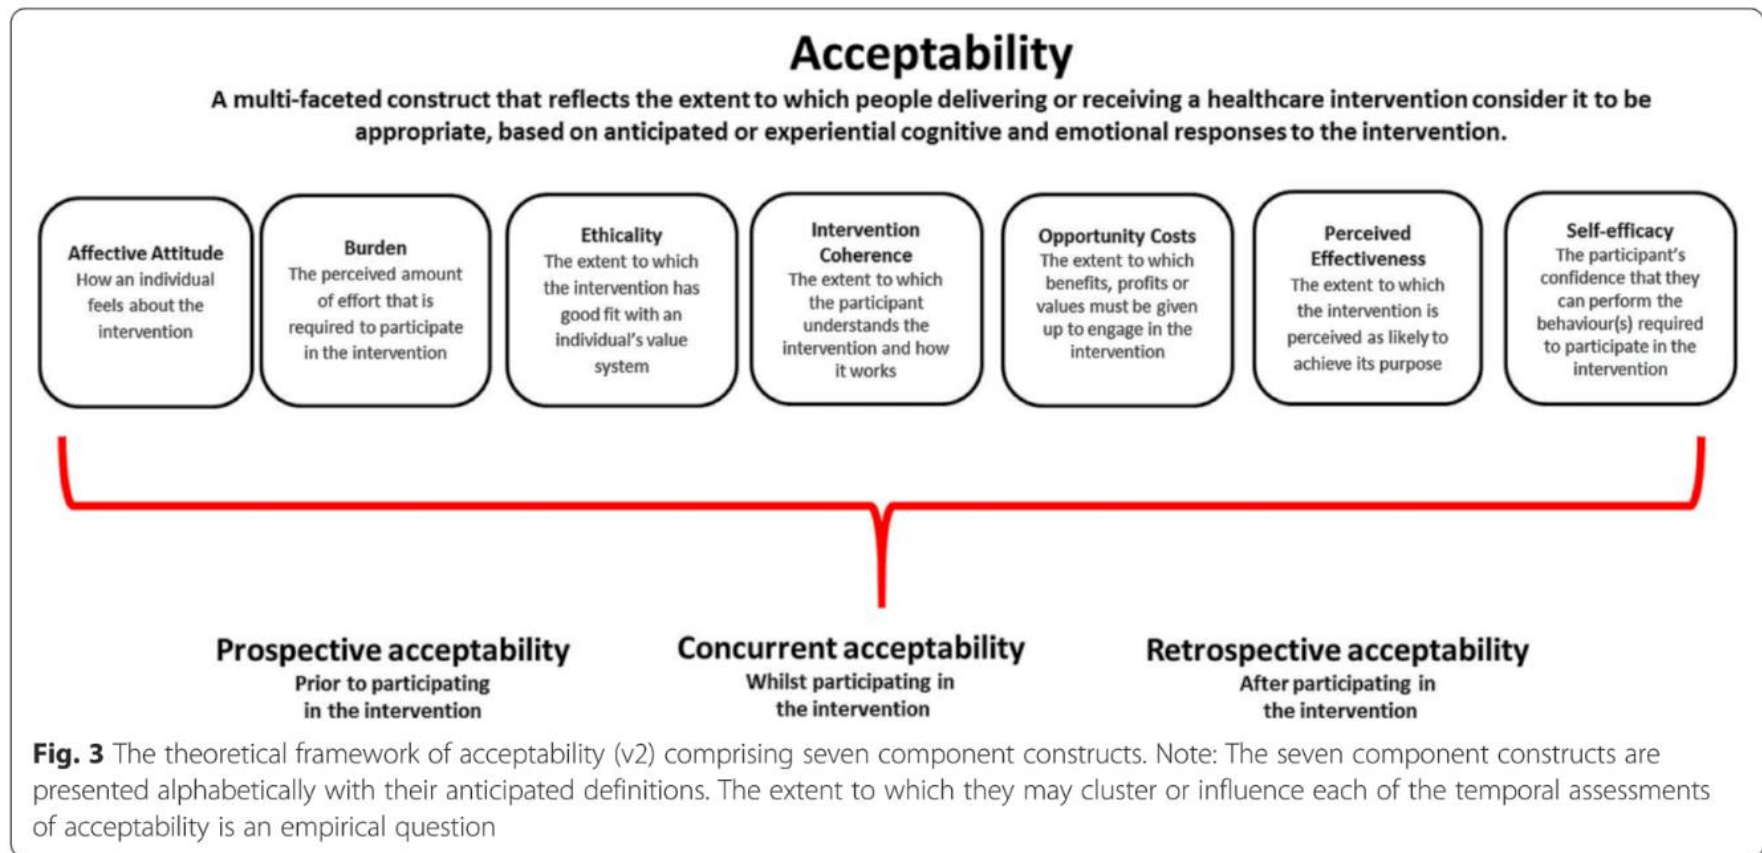 Acceptability
A multi-faceted construct that reflects the extent to which people delivering or receiving a healthcare intervention consider it to be
appropriate, based on anticipated or experiential cognitive and emotional responses to the intervention.
Affective Attitude
How an individual
feels about the
intervention
Burden
The perceived amount
of effort that is
required to participate
in the intervention
Ethicality
The extent to which
the intervention has
good fit with an
individual's value
system
Intervention
Coherence
The extent to which
the participant
understands the
intervention and how
it works
Opportunity Costs
The extent to which
benefits, profits or
values must be given
up to engage in the
intervention
Perceived
Effectiveness
The extent to which
the intervention is
perceived as likely to
achieve its purpose
Self-efficacy
The participant's
confidence that they
can perform the
behaviour(s) required
to participate in the
intervention
Prospective acceptability
Prior to participating
in the intervention
Concurrent acceptability
Whilst participating in
the intervention
Retrospective acceptability
After participating in
the intervention
Fig. 3 The theoretical framework of acceptability (v2) comprising seven component constructs. Note: The seven component constructs are
presented alphabetically with their anticipated definitions. The extent to which they may cluster or influence each of the temporal assessments
of acceptability is an empirical question